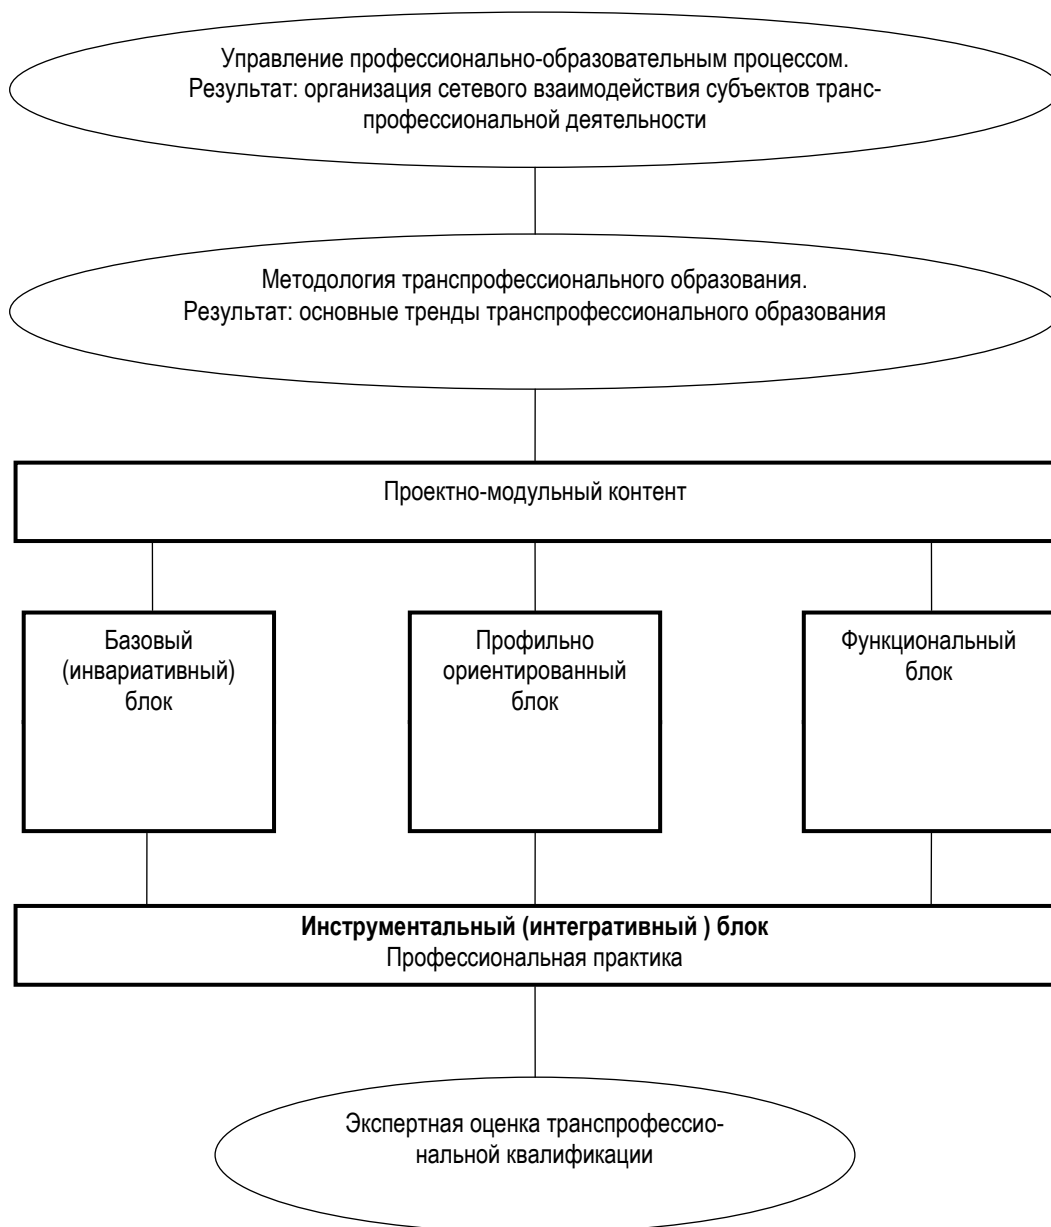 Управление профессионально-образовательным процессом.
Результат: организация сетевого взаимодействия субъектов транс-
профессиональной деятельности
Методология транспрофессионального образования.
Результат: основные тренды транспрофессионального образования
Проектно-модульный контент
Базовый
(инвариативный)
блок
Профильно
ориентированный
блок
Функциональный
блок
Инструментальный (интегративный ) блок
Профессиональная практика
Экспертная оценка транспрофессио-
нальной квалификации